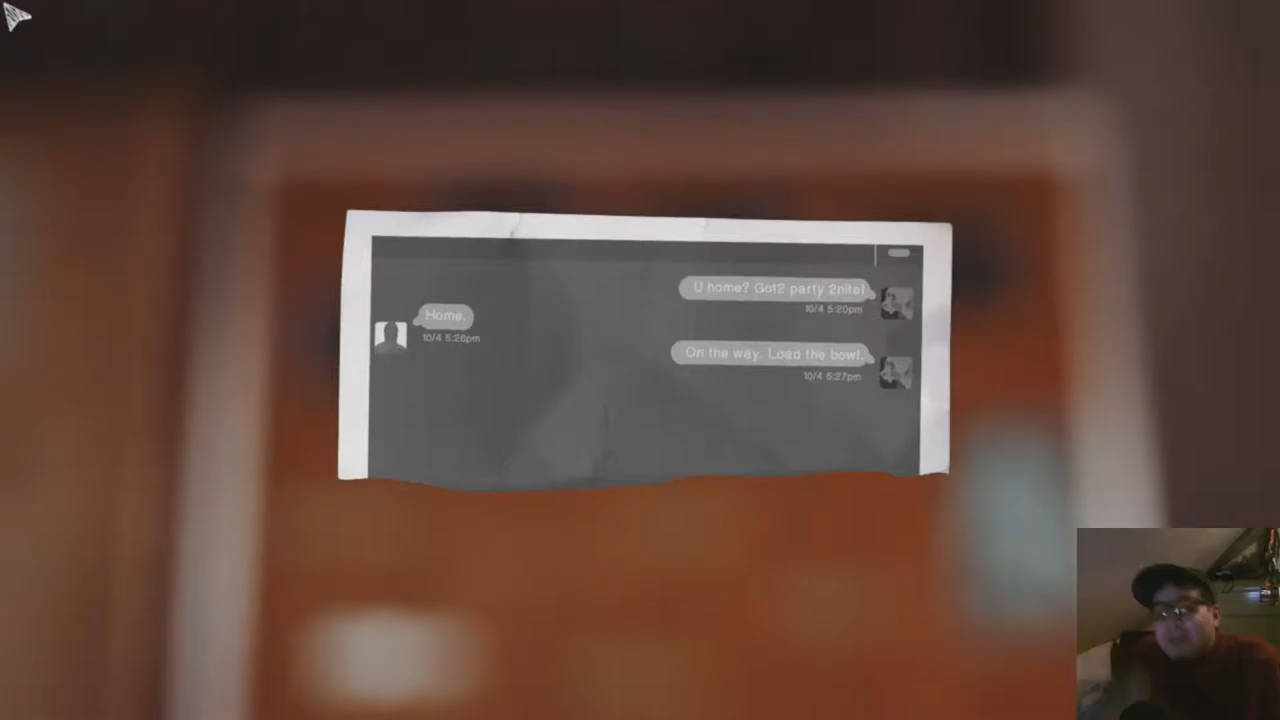 U home? Got2 party 2nite!
10/4 5:20pm
Home.
10/4 5:26pm
On the way. Load the bowl.
10/4 5:27pm